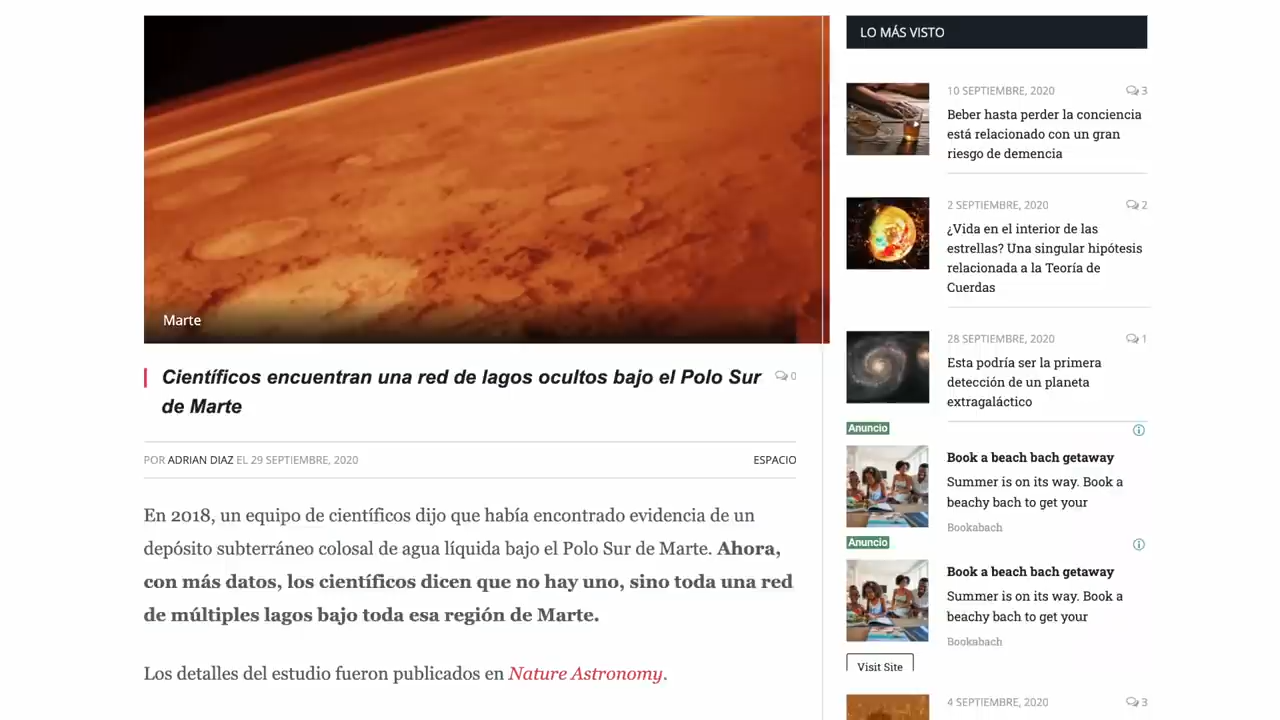 Marte
Científicos encuentran una red de lagos ocultos bajo el Polo Sur
de Marte
0
POR ADRIAN DIAZ EL 29 SEPTIEMBRE, 2020
ESPACIO
En 2018, un equipo de científicos dijo que había encontrado evidencia de un
depósito subterráneo colosal de agua líquida bajo el Polo Sur de Marte. Ahora,
con más datos, los científicos dicen que no hay uno, sino toda una red
de múltiples lagos bajo toda esa región de Marte.
Los detalles del estudio fueron publicados en Nature Astronomy.
LO MÁS VISTO
10 SEPTIEMBRE, 2020
3
Beber hasta perder la conciencia
está relacionado con un gran
riesgo de demencia
2 SEPTIEMBRE, 2020
2
¿Vida en el interior de las
estrellas? Una singular hipótesis
relacionada a la Teoría de
Cuerdas
28 SEPTIEMBRE, 2020
1
Esta podría ser la primera
detección de un planeta
extragaláctico
Anuncio
Book a beach bach getaway
Summer is on its way. Book a
beachy bach to get your
Bookabach
Anuncio
Book a beach bach getaway
Summer is on its way. Book a
beachy bach to get your
Bookabach
Visit Site
4 SEPTIEMBRE, 2020
3